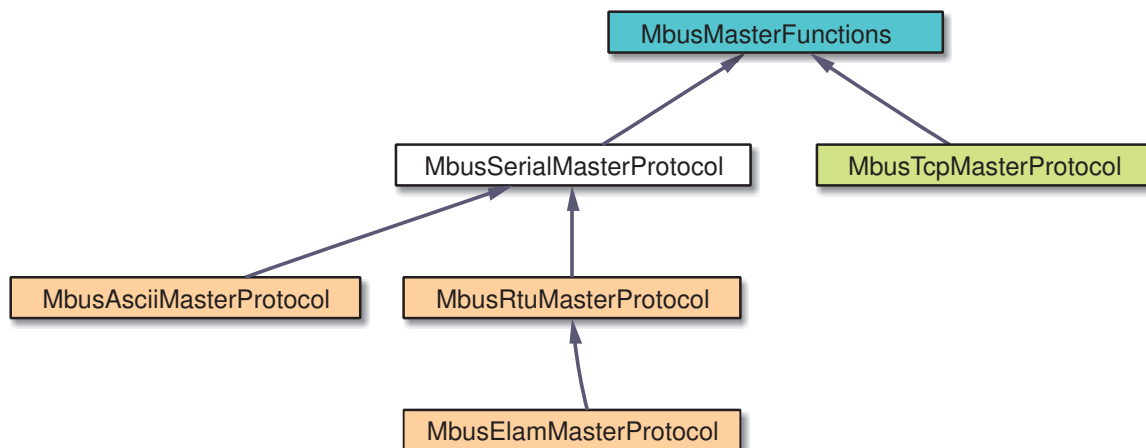 MbusMasterFunctions
MbusSerialMasterProtocol
MbusTcpMasterProtocol
MbusAsciiMasterProtocol
MbusRtuMasterProtocol
MbusElamMasterProtocol